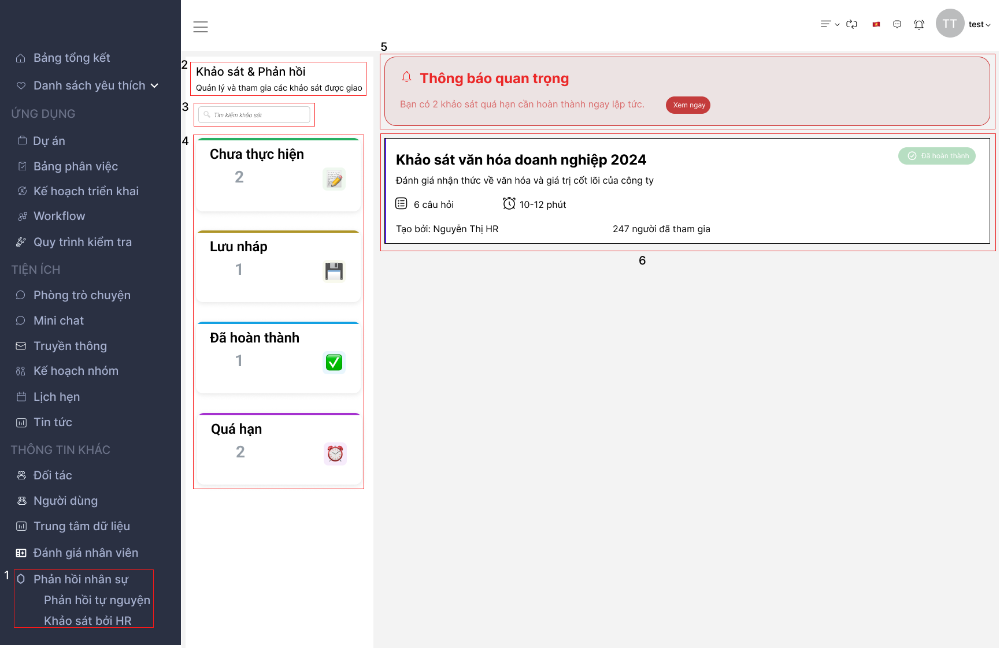 Bảng tổng kết
Danh sách yêu thích
ỨNG DỤNG
Dự án
Bảng phân việc
Kế hoạch triển khai
Workflow
Quy trình kiểm tra
TIỆN ÍCH
Phòng trò chuyện
Mini chat
Truyền thông
Kế hoạch nhóm
Lịch hẹn
Tin tức
THÔNG TIN KHÁC
Đối tác
Người dùng
Trung tâm dữ liệu
Đánh giá nhân viên
1
Phản hồi nhân sự
Phản hồi tự nguyện
Khảo sát bởi HR
TT
test
2
Khảo sát & Phản hồi
Quản lý và tham gia các khảo sát được giao
3
Tìm kiếm khảo sát
4
Chưa thực hiện
2
Lưu nháp
1
Đã hoàn thành
1
Quá hạn
2
5
Thông báo quan trọng
Bạn có 2 khảo sát quá hạn cần hoàn thành ngay lập tức.
Xem ngay
Khảo sát văn hóa doanh nghiệp 2024
Đã hoàn thành
Đánh giá nhận thức về văn hóa và giá trị cốt lõi của công ty
6 câu hỏi
10-12 phút
Tạo bởi: Nguyễn Thị HR
247 người đã tham gia
6